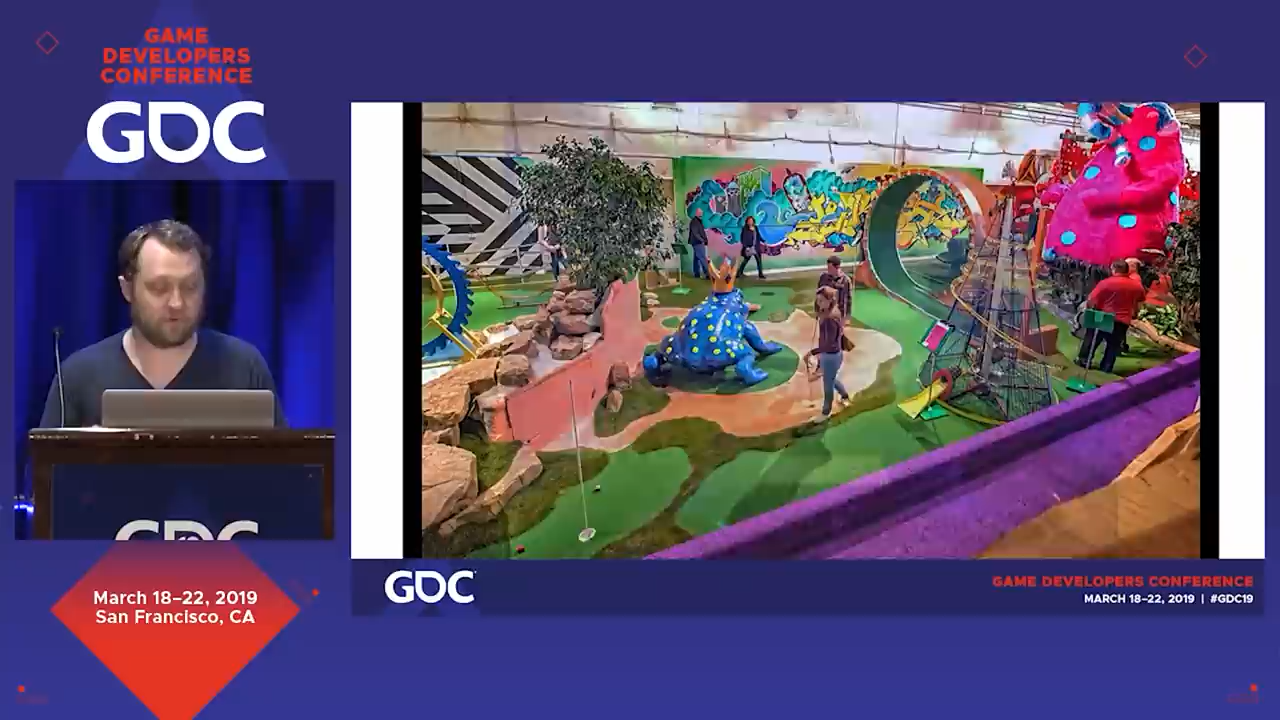 GAME
DEVELOPERS
CONFERENCE
GDC
GDC
March 18–22, 2019
San Francisco, CA
GDC
GAME DEVELOPERS CONFERENCE
MARCH 18–22, 2019 | #GDC19